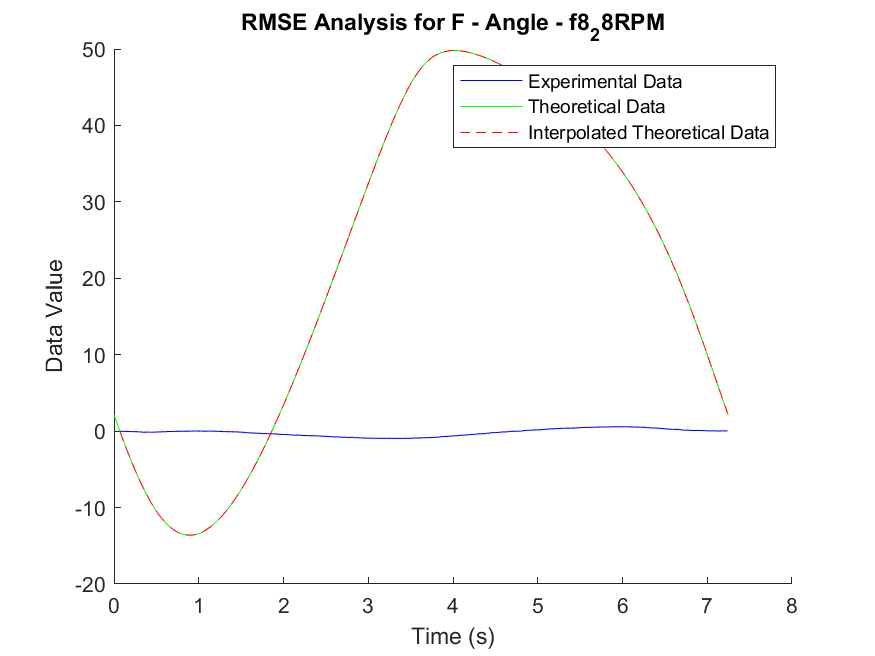 RMSE Analysis for F - Angle - f8₂8RPM
50
40
30
20
10
0
-10
-20
Data Value
Experimental Data
Theoretical Data
Interpolated Theoretical Data
0 1 2 3 4 5 6 7 8
Time (s)